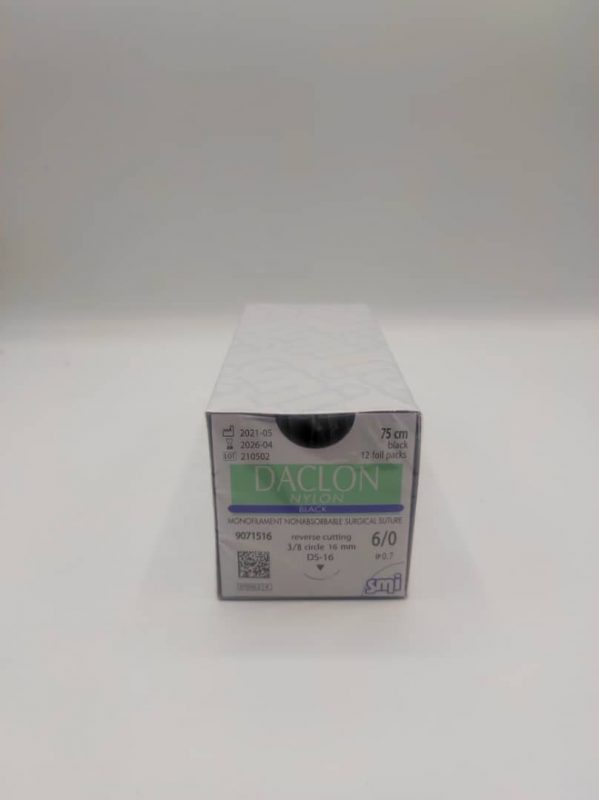 2021-05
2026-04
LOT 210502
75 cm
black
12 foil packs
DACLON
NYLON
BLACK
MONOFILAMENT NONABSORBABLE SURGICAL SUTURE
9071516
reverse cutting
3/8 circle 16 mm
DS-16
6/0
smi